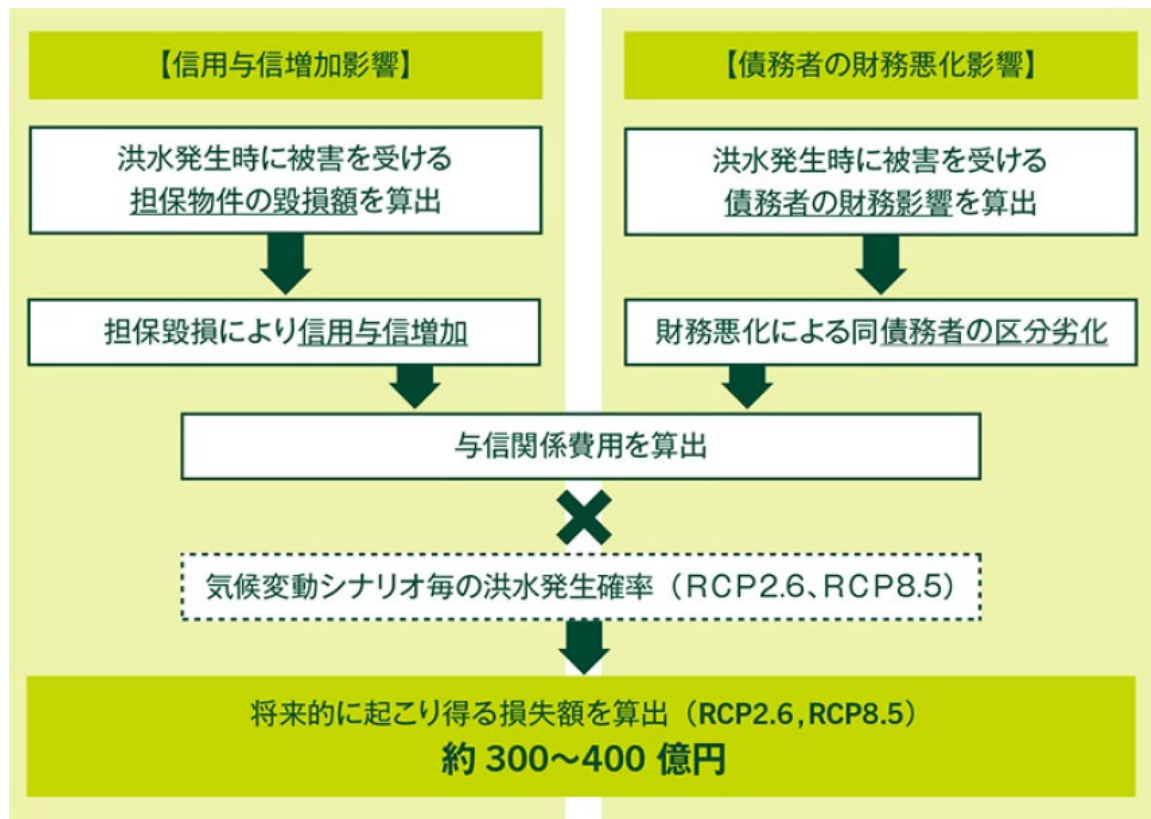 【信用与信増加影響】
洪水発生時に被害を受ける
担保物件の毀損額を算出
担保毀損により信用与信増加
【債務者の財務悪化影響】
洪水発生時に被害を受ける
債務者の財務影響を算出
財務悪化による同債務者の区分劣化
与信関係費用を算出
気候変動シナリオ毎の洪水発生確率（RCP2.6、RCP8.5）
将来的に起こり得る損失額を算出（RCP2.6,RCP8.5）
約 300～400 億円